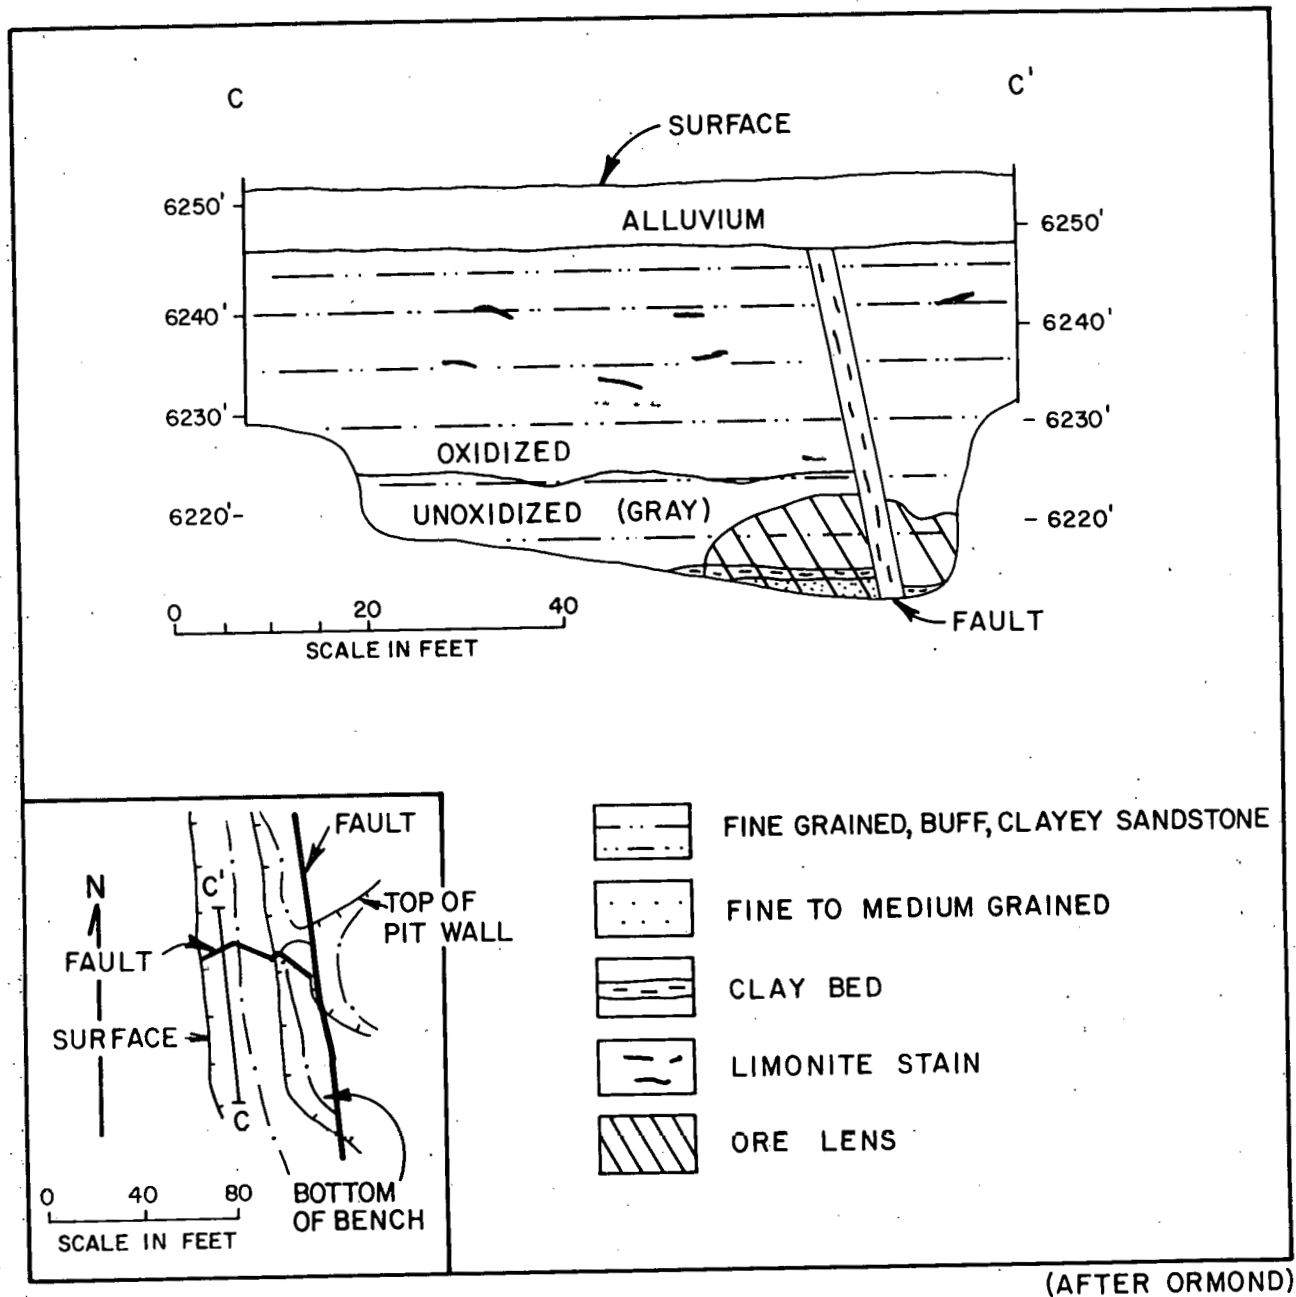 C
C'
SURFACE
6250'
ALLUVIUM
6250'
6240'
6240'
6230'
6230'
OXIDIZED
6220'
UNOXIDIZED (GRAY)
6220'
0 20 40
SCALE IN FEET
FAULT
FAULT
N
C'
TOP OF
PIT WALL
FAULT
SURFACE
C
0 40 80
SCALE IN FEET
BOTTOM
OF BENCH
FINE GRAINED, BUFF, CLAYEY SANDSTONE
FINE TO MEDIUM GRAINED
CLAY BED
LIMONITE STAIN
ORE LENS
(AFTER ORMOND)